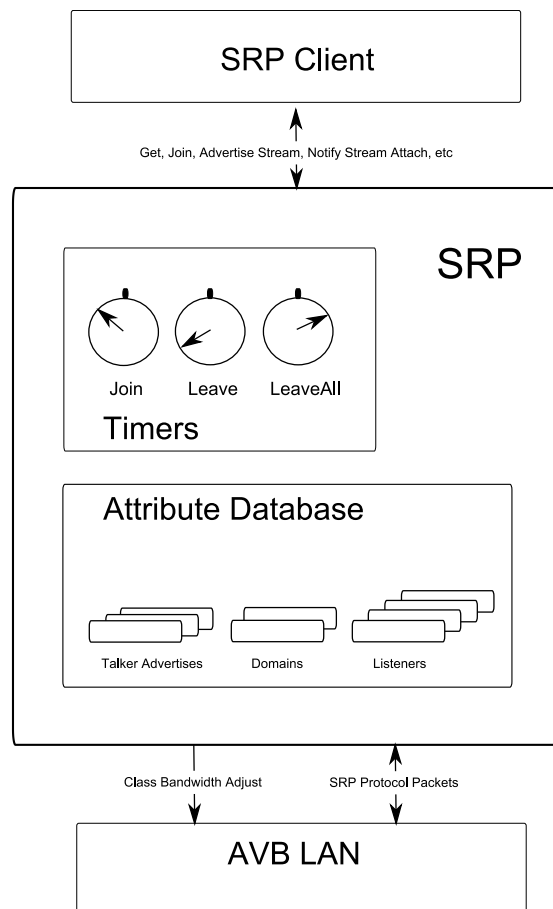 SRP Client
Get, Join, Advertise Stream, Notify Stream Attach, etc
SRP
Join
Leave
LeaveAll
Timers
Attribute Database
Talker Advertises
Domains
Listeners
Class Bandwidth Adjust
SRP Protocol Packets
AVB LAN